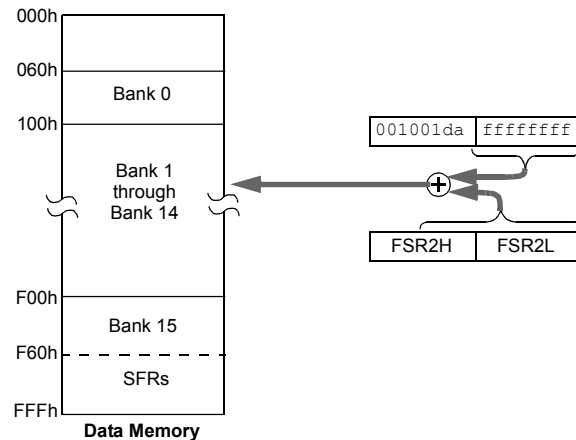 000h
060h
Bank 0
100h
001001da ffffffff
Bank 1
through
Bank 14
FSR2H FSR2L
F00h
Bank 15
F60h
SFRs
FFFh
Data Memory